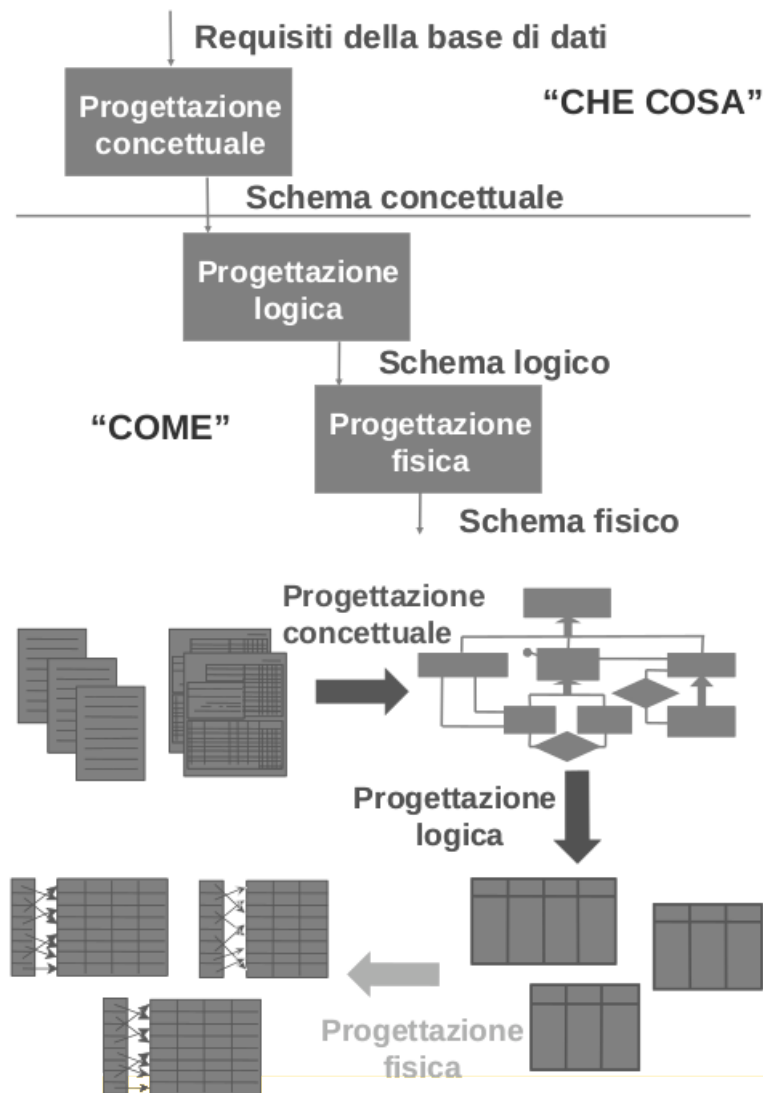 Requisiti della base di dati
Progettazione
concettuale
“CHE COSA”
Schema concettuale
Progettazione
logica
Schema logico
“COME”
Progettazione
fisica
Schema fisico
Progettazione
concettuale
Progettazione
logica
Progettazione
fisica